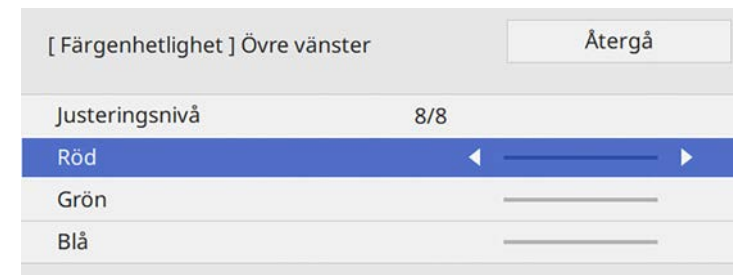 [ Färgenhetlighet ] Övre vänster
Återgå
Justeringsnivå 8/8
Röd
Grön
Blå